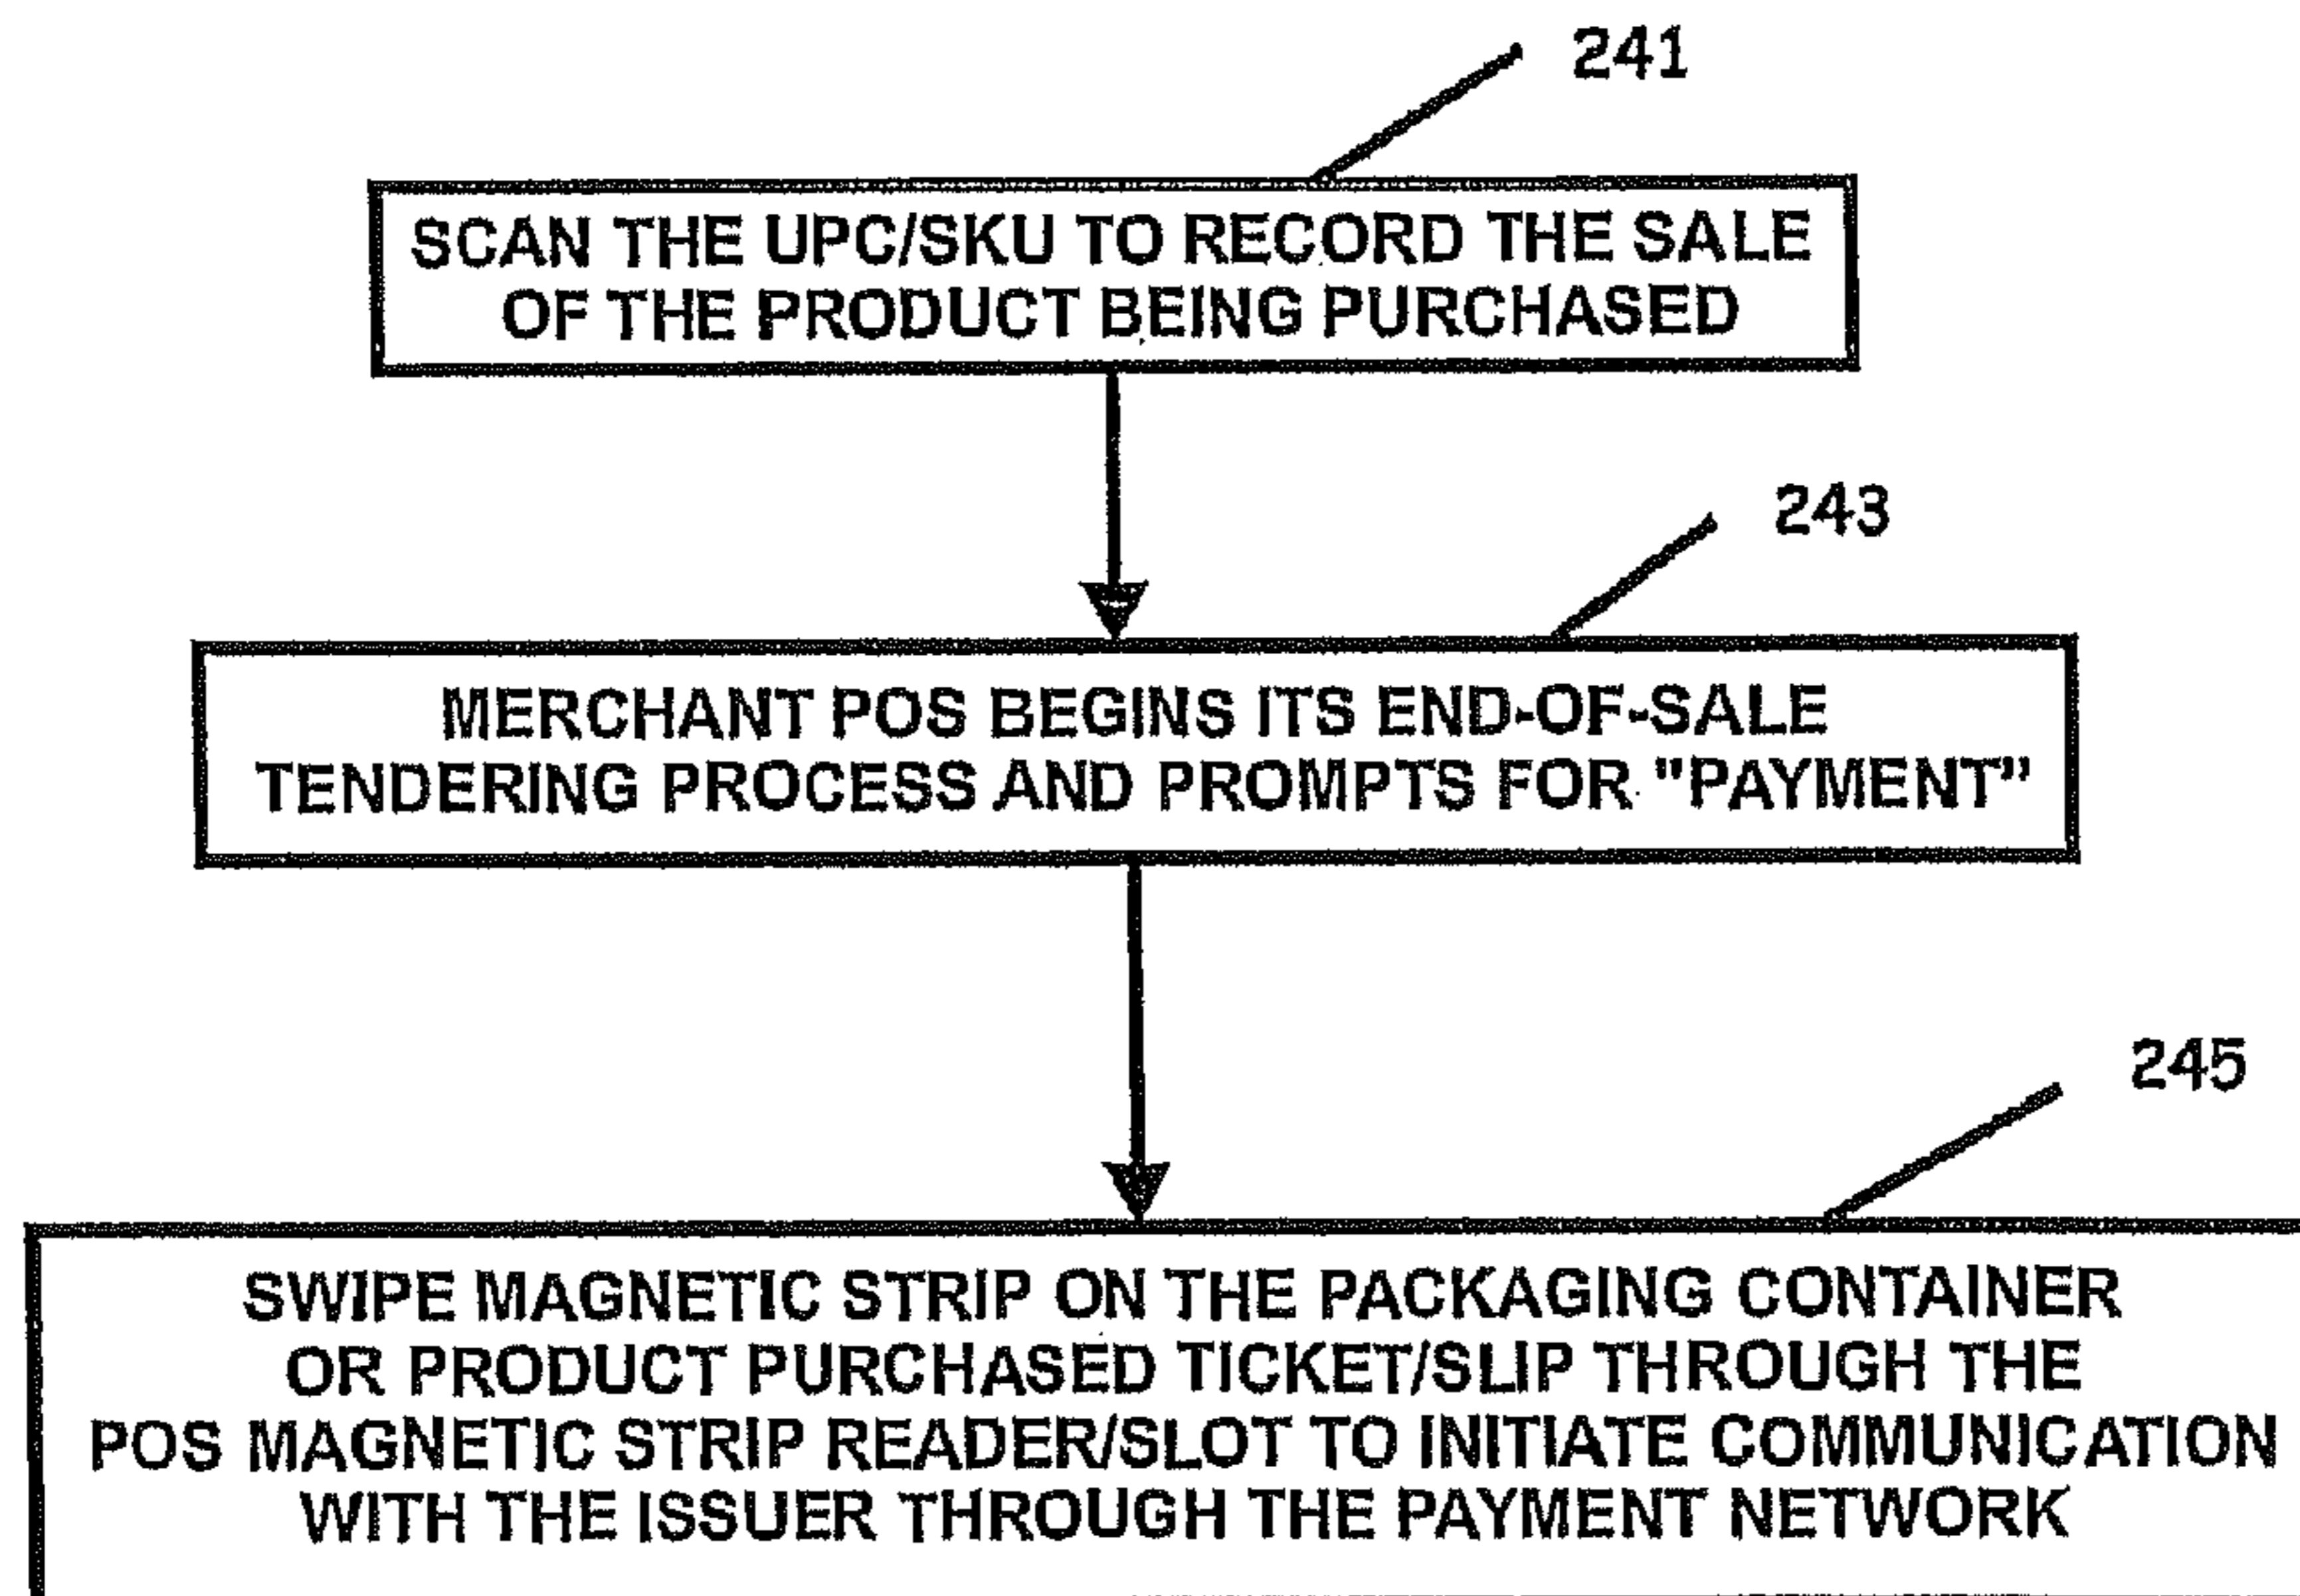 241
SCAN THE UPC/SKU TO RECORD THE SALE
OF THE PRODUCT BEING PURCHASED
243
MERCHANT POS BEGINS ITS END-OF-SALE
TENDERING PROCESS AND PROMPTS FOR "PAYMENT"
245
SWIPE MAGNETIC STRIP ON THE PACKAGING CONTAINER
OR PRODUCT PURCHASED TICKET/SLIP THROUGH THE
POS MAGNETIC STRIP READER/SLOT TO INITIATE COMMUNICATION
WITH THE ISSUER THROUGH THE PAYMENT NETWORK